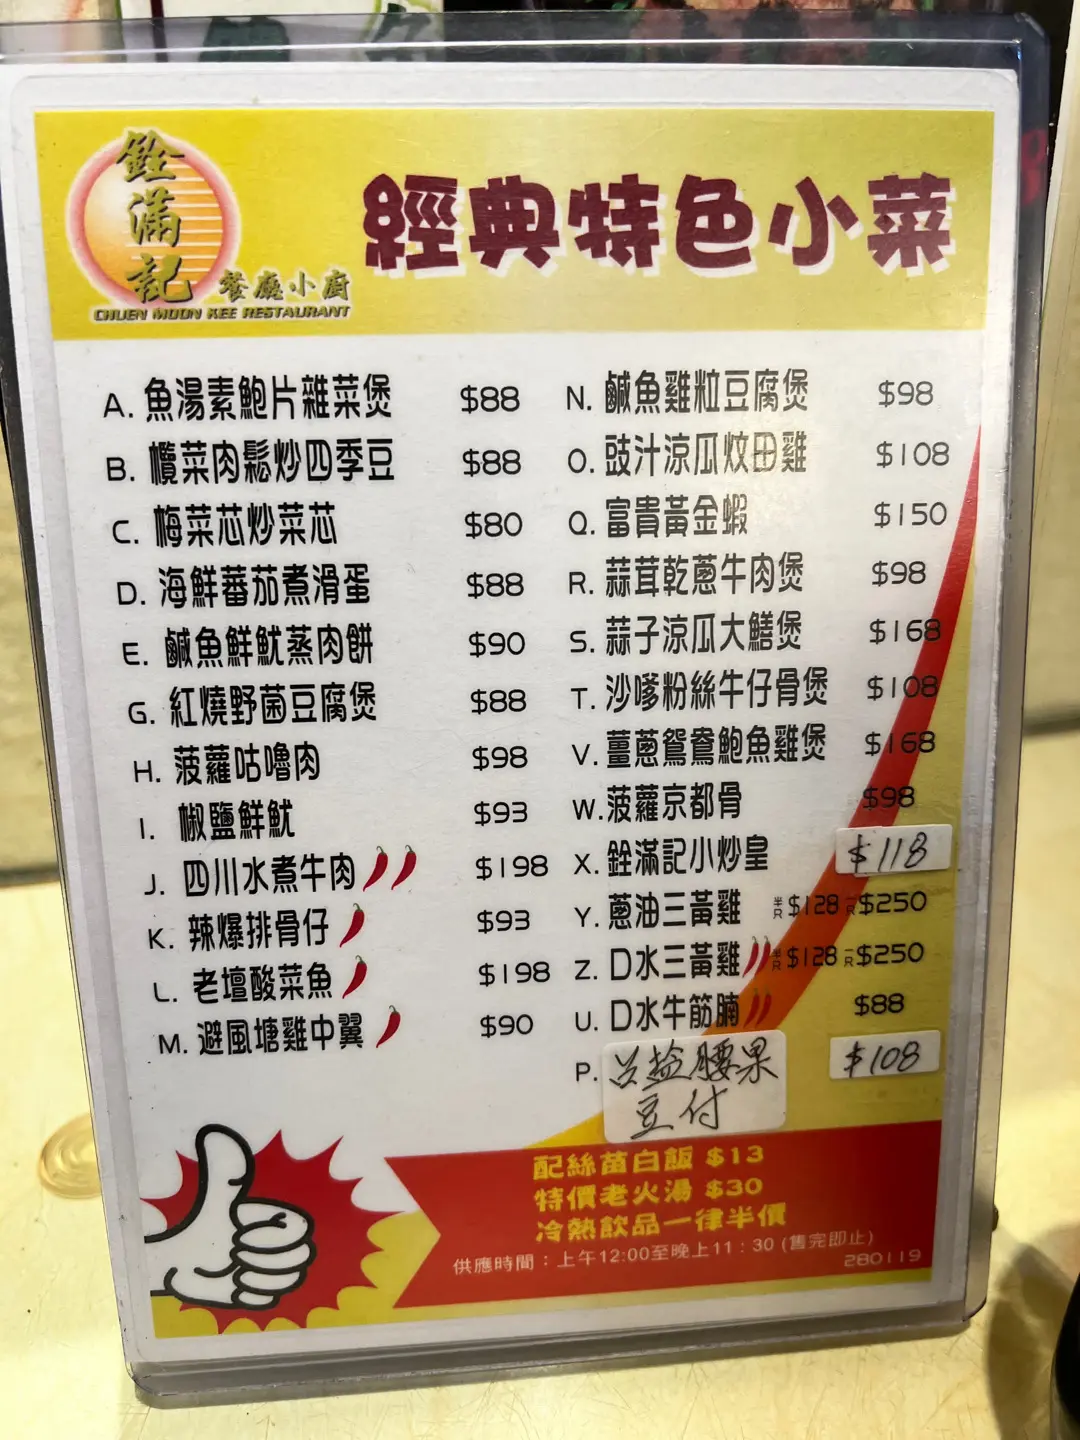 銓滿記
餐廳小廚
CHUEN MOON KEE RESTAURANT
經典特色小菜
A. 魚湯素鮑片雜菜煲 $88
B. 欖菜肉鬆炒四季豆 $88
C. 梅菜芯炒菜芯 $80
D. 海鮮蕃茄煮滑蛋 $88
E. 鹹魚鮮魷蒸肉餅 $90
G. 紅燒野菌豆腐煲 $88
H. 菠蘿咕嚕肉 $98
I. 椒鹽鮮魷 $93
J. 四川水煮牛肉 $198
K. 辣爆排骨仔 $93
L. 老壇酸菜魚 $198
M. 避風塘雞中翼 $90
N. 鹹魚雞粒豆腐煲 $98
O. 豉汁涼瓜炆田雞 $108
Q. 富貴黃金蝦 $150
R. 蒜茸乾蔥牛肉煲 $98
S. 蒜子涼瓜大鱔煲 $168
T. 沙嗲粉絲牛仔骨煲 $108
V. 薑蔥鴛鴦鮑魚雞煲 $168
W. 菠蘿京都骨 $98
X. 銓滿記小炒皇 $118
Y. 蔥油三黃雞 半只$128 一只$250
Z. 口水三黃雞 半只$128 一只$250
U. 口水牛筋腩 $88
P. 腰果 $108
豆付
配絲苗白飯 $13
特價老火湯 $30
冷熱飲品一律半價
供應時間：上午12:00至晚上11：30 (售完即止)
280119